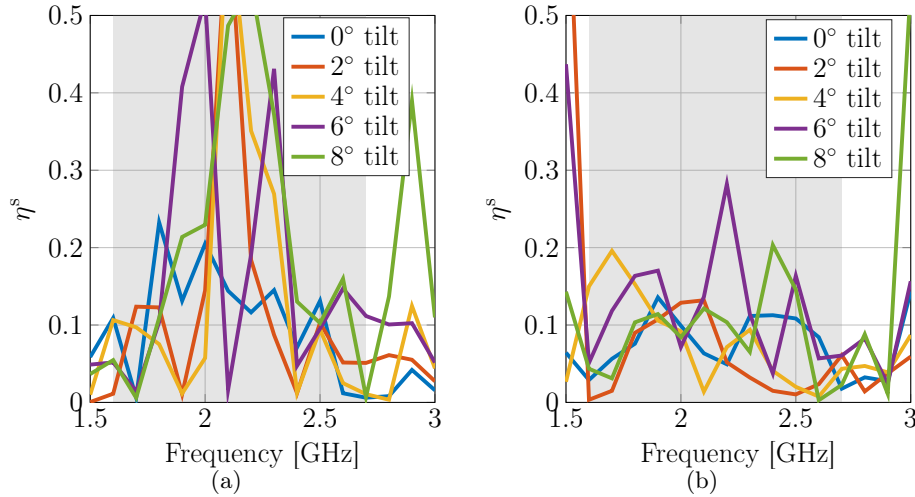 0.5
0.4
0.3
0.2
0.1
0
1.5
2
2.5
3
η^s
Frequency [GHz]
0° tilt
2° tilt
4° tilt
6° tilt
8° tilt
(a)
0.5
0.4
0.3
0.2
0.1
0
1.5
2
2.5
3
η^s
Frequency [GHz]
0° tilt
2° tilt
4° tilt
6° tilt
8° tilt
(b)